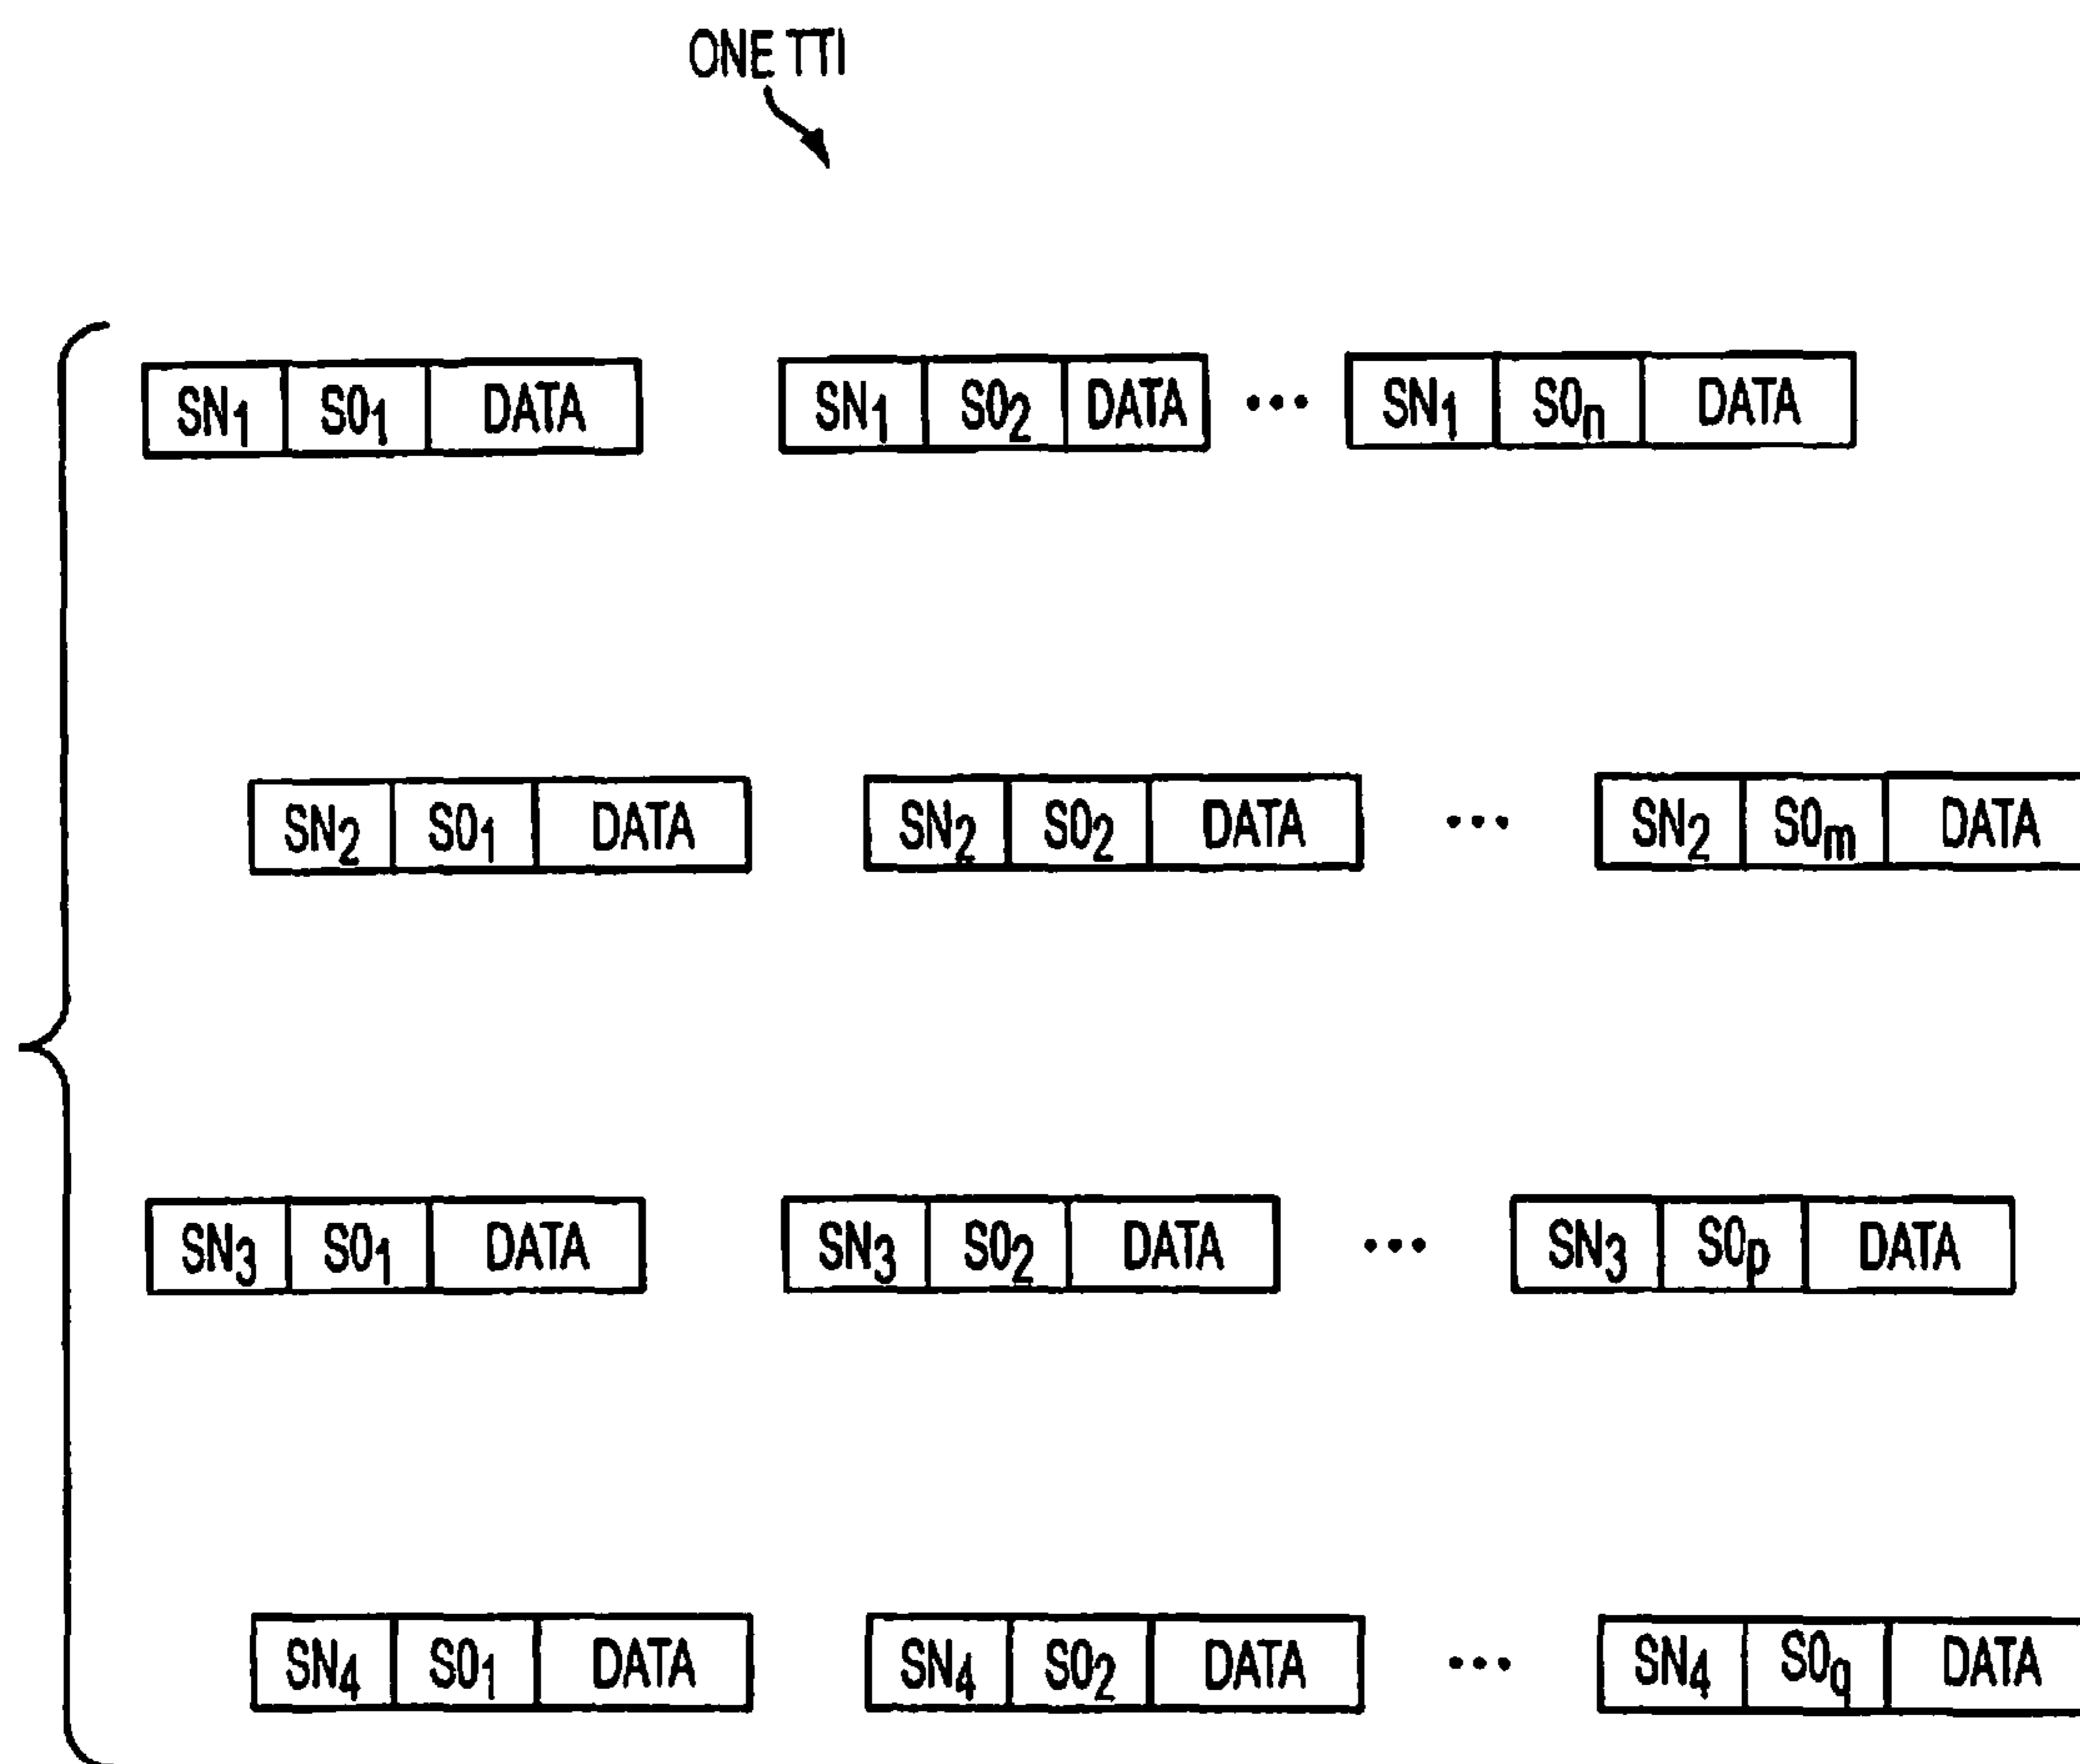 ONE TTI
SN1 SO1 DATA SN1 SO2 DATA ••• SN1 SOn DATA
SN2 SO1 DATA SN2 SO2 DATA ••• SN2 SOm DATA
SN3 SO1 DATA SN3 SO2 DATA ••• SN3 SOp DATA
SN4 SO1 DATA SN4 SO2 DATA ••• SN4 SOq DATA